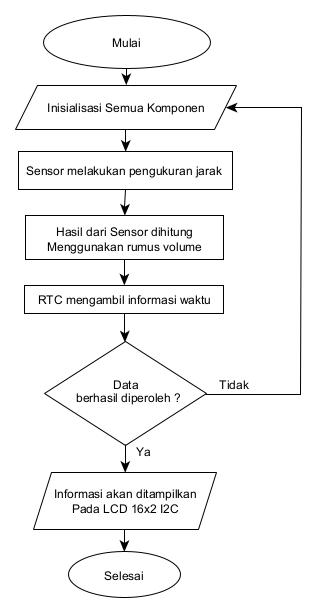 Mulai
Inisialisasi Semua Komponen
Sensor melakukan pengukuran jarak
Hasil dari Sensor dihitung
Menggunakan rumus volume
RTC mengambil informasi waktu
Data
berhasil diperoleh ?
Tidak
Ya
Informasi akan ditampilkan
Pada LCD 16x2 I2C
Selesai